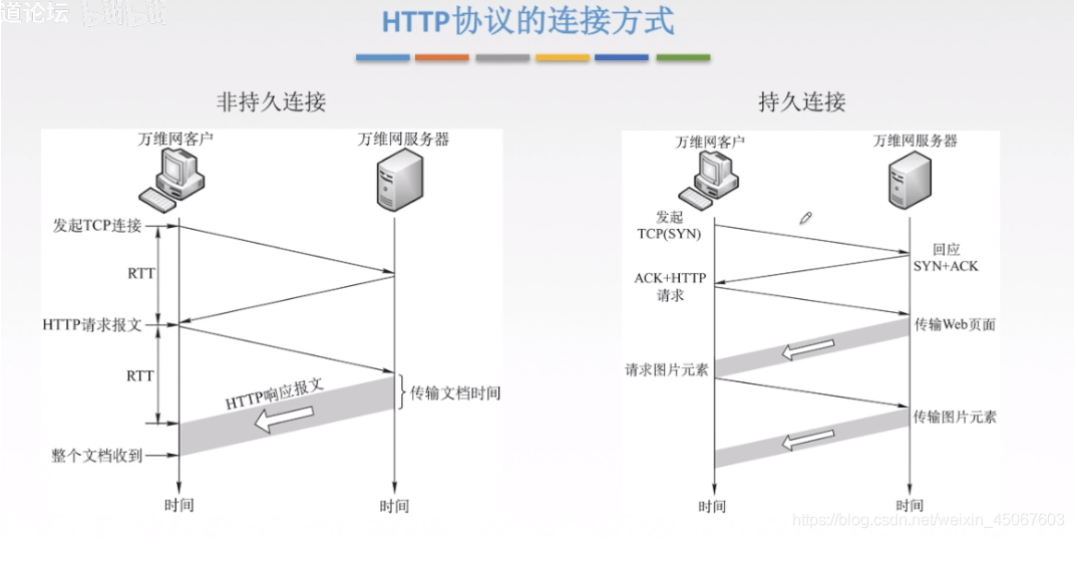 道论坛
HTTP协议的连接方式
非持久连接
万维网客户
万维网服务器
发起TCP连接
RTT
HTTP请求报文
RTT
HTTP响应报文
传输文档时间
整个文档收到
时间
时间
持久连接
万维网客户
万维网服务器
发起
TCP(SYN)
回应
SYN+ACK
ACK+HTTP
请求
传输Web页面
请求图片元素
传输图片元素
时间
时间
https://blog.csdn.net/weixin_45067603